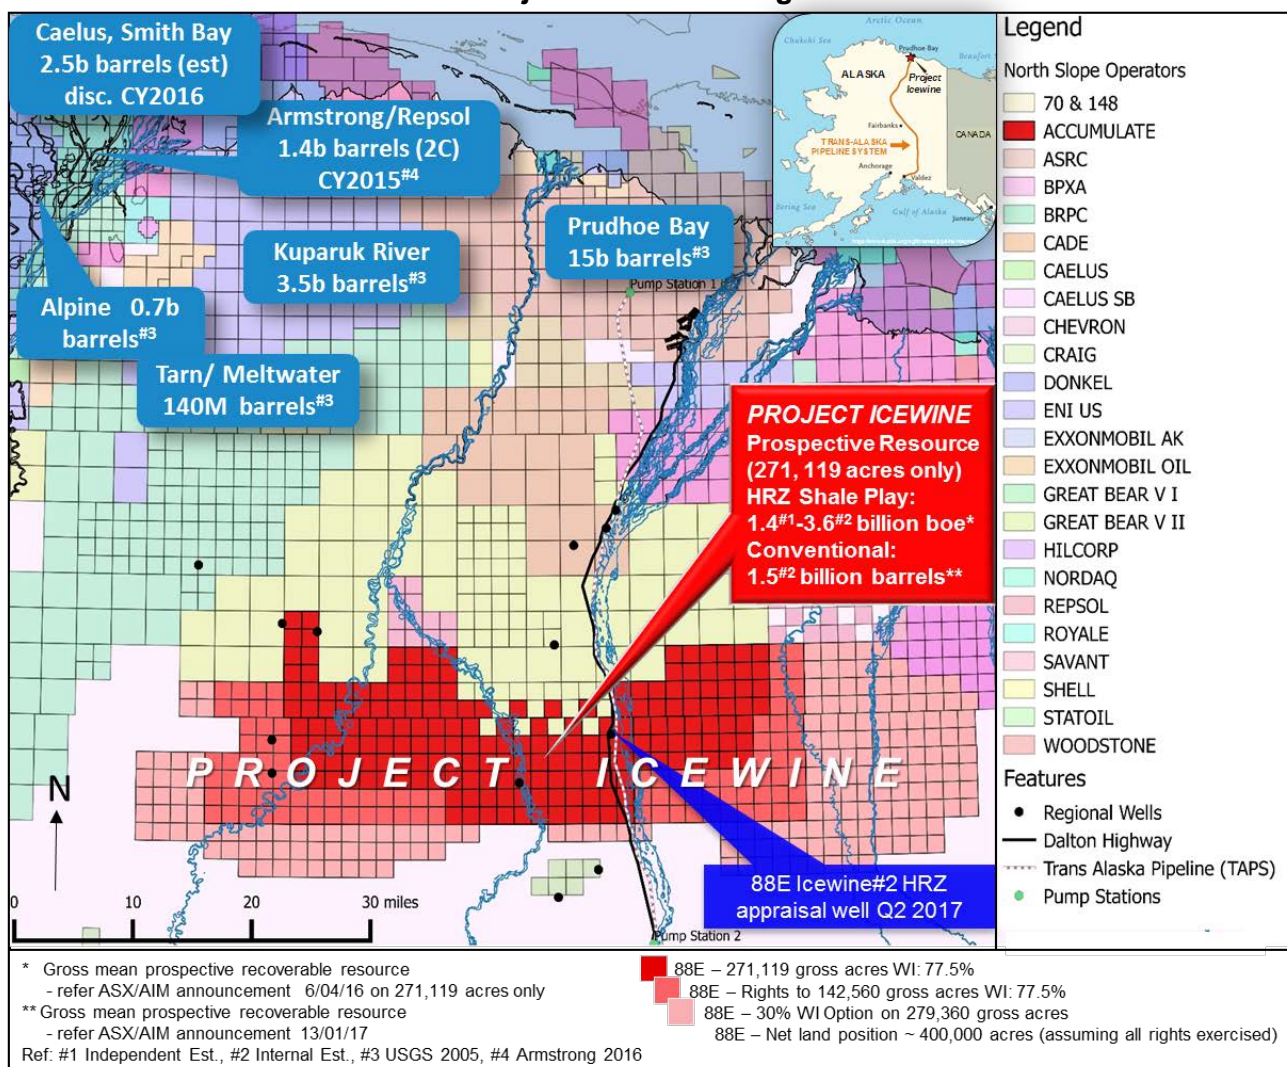 Caelus, Smith Bay
2.5b barrels (est)
disc. CY2016
Armstrong/Repsol
1.4b barrels (2C)
CY2015#4
Kuparuk River
3.5b barrels#3
Prudhoe Bay
15b barrels#3
Pump Station 1
Alpine 0.7b
barrels#3
Tarn/ Meltwater
140M barrels#3
PROJECT ICEWINE
Prospective Resource
(271, 119 acres only)
HRZ Shale Play:
1.4#1-3.6#2 billion boe*
Conventional:
1.5#2 billion barrels**
PROJECT ICEWINE
88E Icewine#2 HRZ
appraisal well Q2 2017
Pump Station 2
N
0 10 20 30 miles
Arctic Ocean
Chukchi Sea
Prudhoe Bay
Beaufort
ALASKA
Project
Icewine
Fairbanks
CANADA
TRANS-ALASKA
PIPELINE SYSTEM
Anchorage
Valdez
Bering Sea
Gulf of Alaska
Juneau
Legend
North Slope Operators
70 & 148
ACCUMULATE
ASRC
BPXA
BRPC
CADE
CAELUS
CAELUS SB
CHEVRON
CRAIG
DONKEL
ENI US
EXXONMOBIL AK
EXXONMOBIL OIL
GREAT BEAR V I
GREAT BEAR V II
HILCORP
NORDAQ
REPSOL
ROYALE
SAVANT
SHELL
STATOIL
WOODSTONE
Features
Regional Wells
Dalton Highway
Trans Alaska Pipeline (TAPS)
Pump Stations
* Gross mean prospective recoverable resource
- refer ASX/AIM announcement 6/04/16 on 271,119 acres only
** Gross mean prospective recoverable resource
- refer ASX/AIM announcement 13/01/17
Ref: #1 Independent Est., #2 Internal Est., #3 USGS 2005, #4 Armstrong 2016
88E – 271,119 gross acres WI: 77.5%
88E – Rights to 142,560 gross acres WI: 77.5%
88E – 30% WI Option on 279,360 gross acres
88E – Net land position ~ 400,000 acres (assuming all rights exercised)